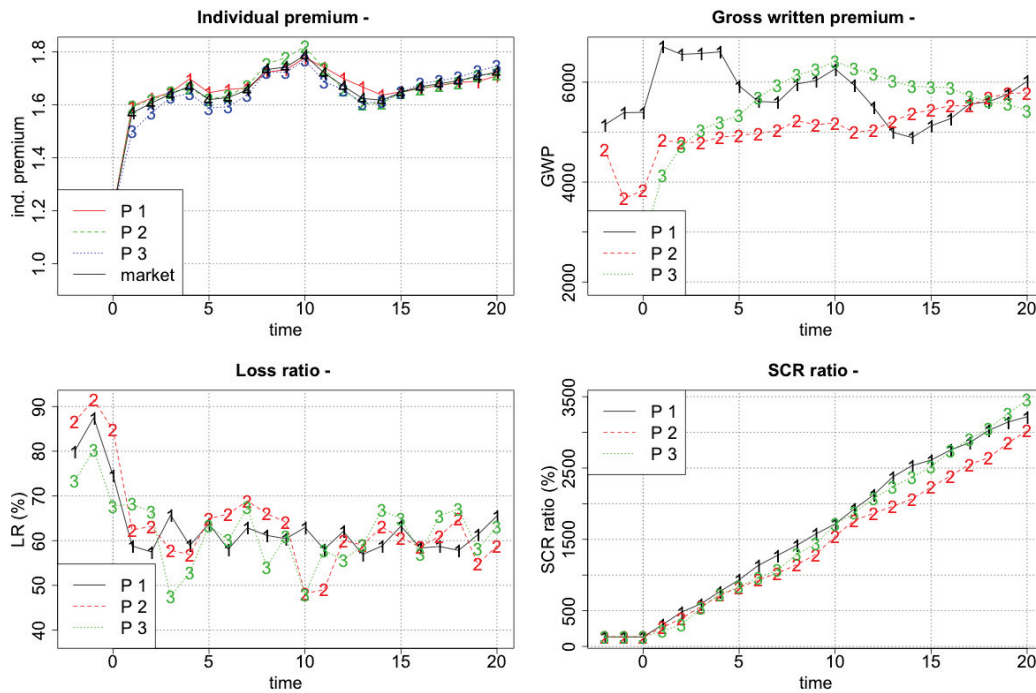 Individual premium -
ind. premium
1.0 1.2 1.4 1.6 1.8
P 1
P 2
P 3
market
0 5 10 15 20
time
Gross written premium -
GWP
2000 4000 6000
P 1
P 2
P 3
0 5 10 15 20
time
Loss ratio -
LR (%)
40 50 60 70 80 90
P 1
P 2
P 3
0 5 10 15 20
time
SCR ratio -
SCR ratio (%)
0 500 1500 2500 3500
P 1
P 2
P 3
0 5 10 15 20
time